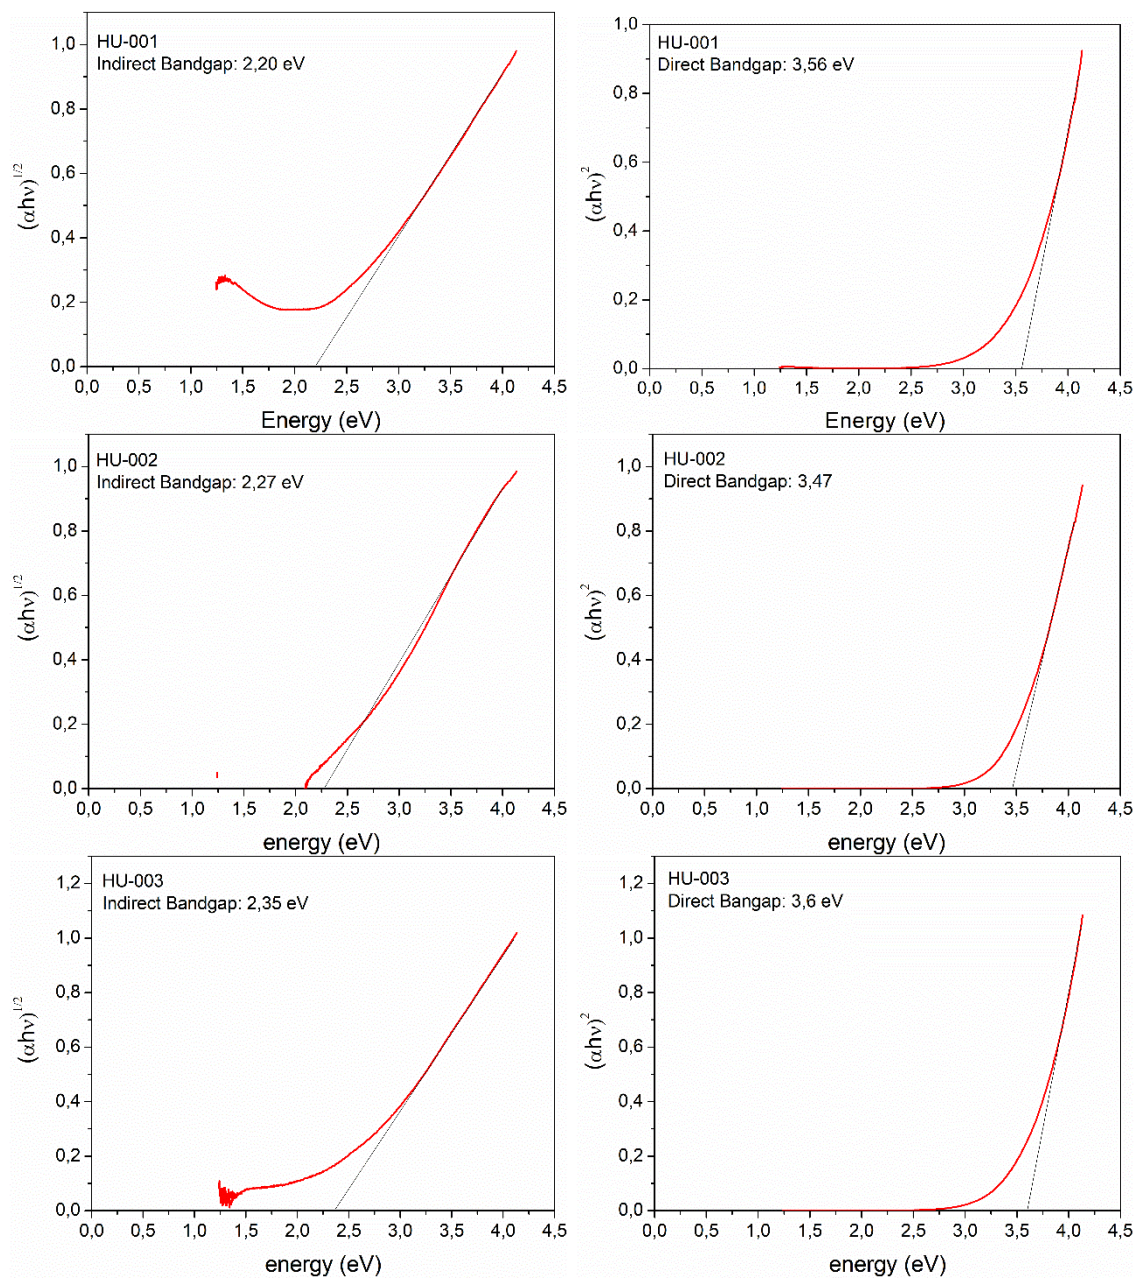 HU-001
Indirect Bandgap: 2,20 eV
1,0
0,8
0,6
0,4
0,2
0,0
(αhν)1/2
0,0 0,5 1,0 1,5 2,0 2,5 3,0 3,5 4,0 4,5
Energy (eV)
HU-001
Direct Bandgap: 3,56 eV
1,0
0,8
0,6
0,4
0,2
0,0
(αhν)2
0,0 0,5 1,0 1,5 2,0 2,5 3,0 3,5 4,0 4,5
Energy (eV)
HU-002
Indirect Bandgap: 2,27 eV
1,0
0,8
0,6
0,4
0,2
0,0
(αhν)1/2
0,0 0,5 1,0 1,5 2,0 2,5 3,0 3,5 4,0 4,5
energy (eV)
HU-002
Direct Bandgap: 3,47
1,0
0,8
0,6
0,4
0,2
0,0
(αhν)2
0,0 0,5 1,0 1,5 2,0 2,5 3,0 3,5 4,0 4,5
energy (eV)
HU-003
Indirect Bandgap: 2,35 eV
1,2
1,0
0,8
0,6
0,4
0,2
0,0
(αhν)1/2
0,0 0,5 1,0 1,5 2,0 2,5 3,0 3,5 4,0 4,5
energy (eV)
HU-003
Direct Bangap: 3,6 eV
1,2
1,0
0,8
0,6
0,4
0,2
0,0
(αhν)2
0,0 0,5 1,0 1,5 2,0 2,5 3,0 3,5 4,0 4,5
energy (eV)